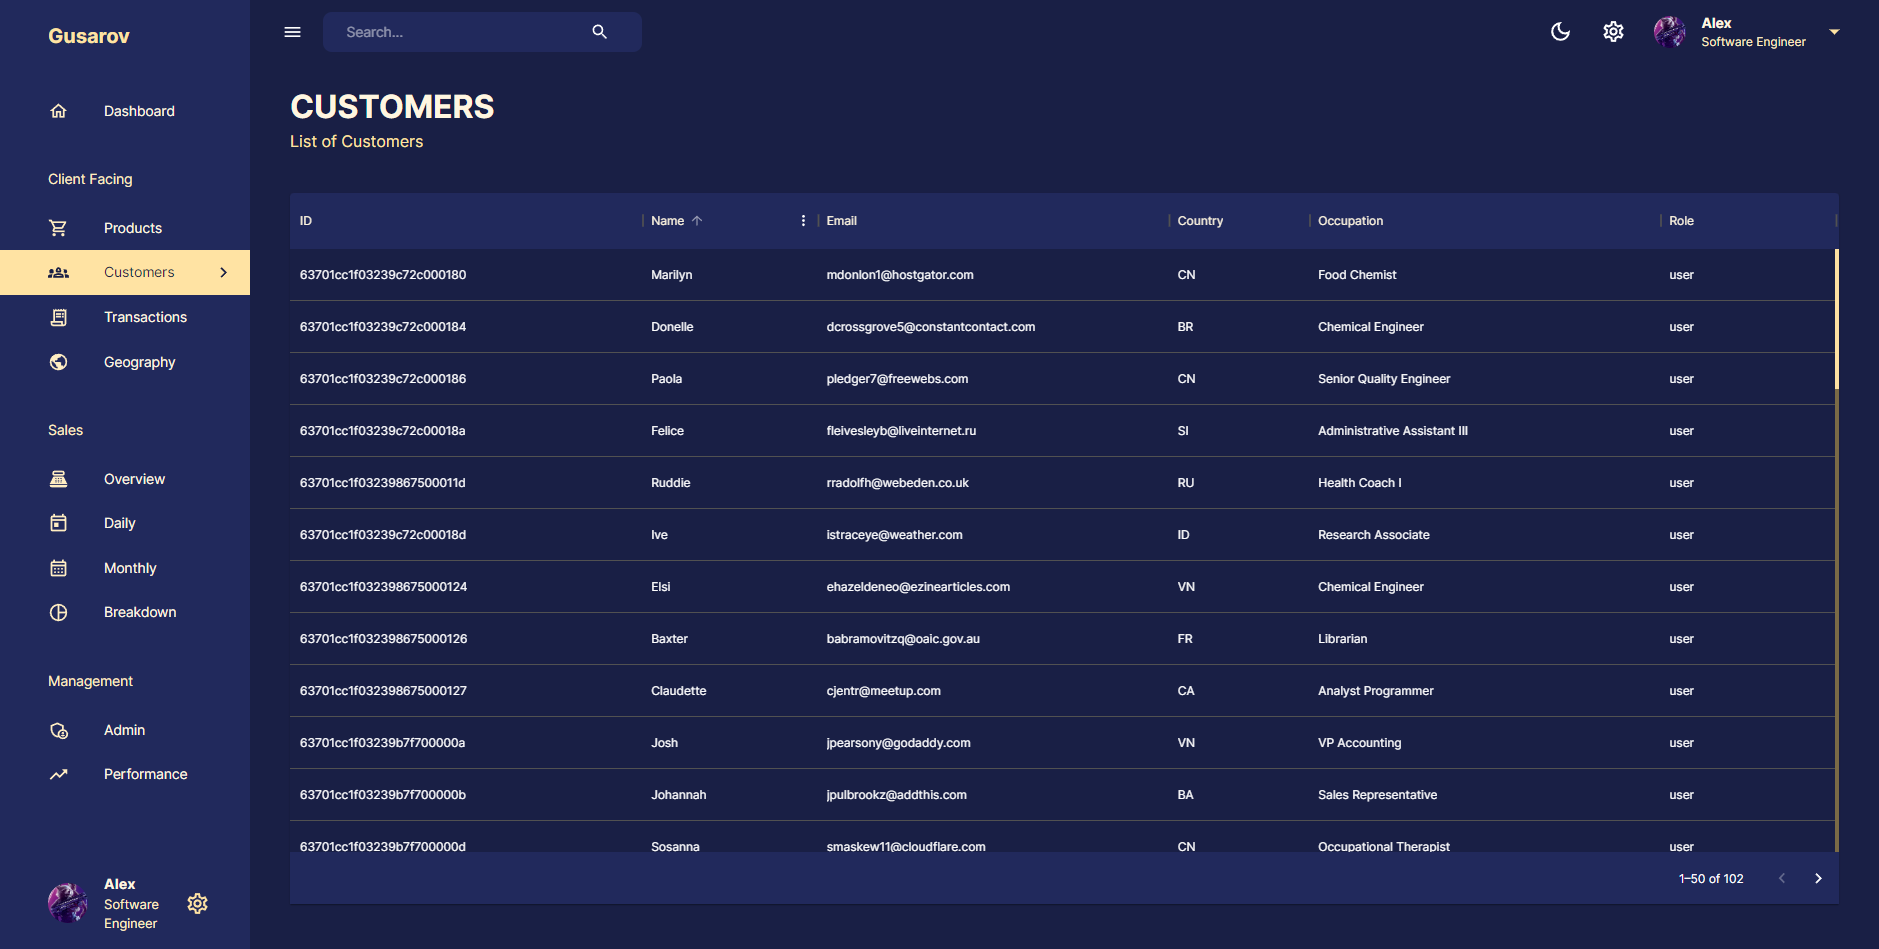 Gusarov
Search...
Alex
Software Engineer
Dashboard
Client Facing
Products
Customers
Transactions
Geography
Sales
Overview
Daily
Monthly
Breakdown
Management
Admin
Performance
Alex
Software
Engineer
CUSTOMERS
List of Customers
ID Name Email Country Occupation Role
63701cc1f03239c72c000180 Marilyn mdonlon1@hostgator.com CN Food Chemist user
63701cc1f03239c72c000184 Donelle dcrossgrove5@constantcontact.com BR Chemical Engineer user
63701cc1f03239c72c000186 Paola pledger7@freewebs.com CN Senior Quality Engineer user
63701cc1f03239c72c00018a Felice fleivesleyb@liveinternet.ru SI Administrative Assistant III user
63701cc1f03239867500011d Ruddie rradolfh@webeden.co.uk RU Health Coach I user
63701cc1f03239c72c00018d Ive istraceye@weather.com ID Research Associate user
63701cc1f032398675000124 Elsi ehazeldeneo@ezinearticles.com VN Chemical Engineer user
63701cc1f032398675000126 Baxter babramovitzq@oaic.gov.au FR Librarian user
63701cc1f032398675000127 Claudette cjentr@meetup.com CA Analyst Programmer user
63701cc1f03239b7f700000a Josh jpearsony@godaddy.com VN VP Accounting user
63701cc1f03239b7f700000b Johannah jpulbrookz@addthis.com BA Sales Representative user
63701cc1f03239b7f700000d Sosanna smaskew11@cloudflare.com CN Occupational Therapist user
1–50 of 102